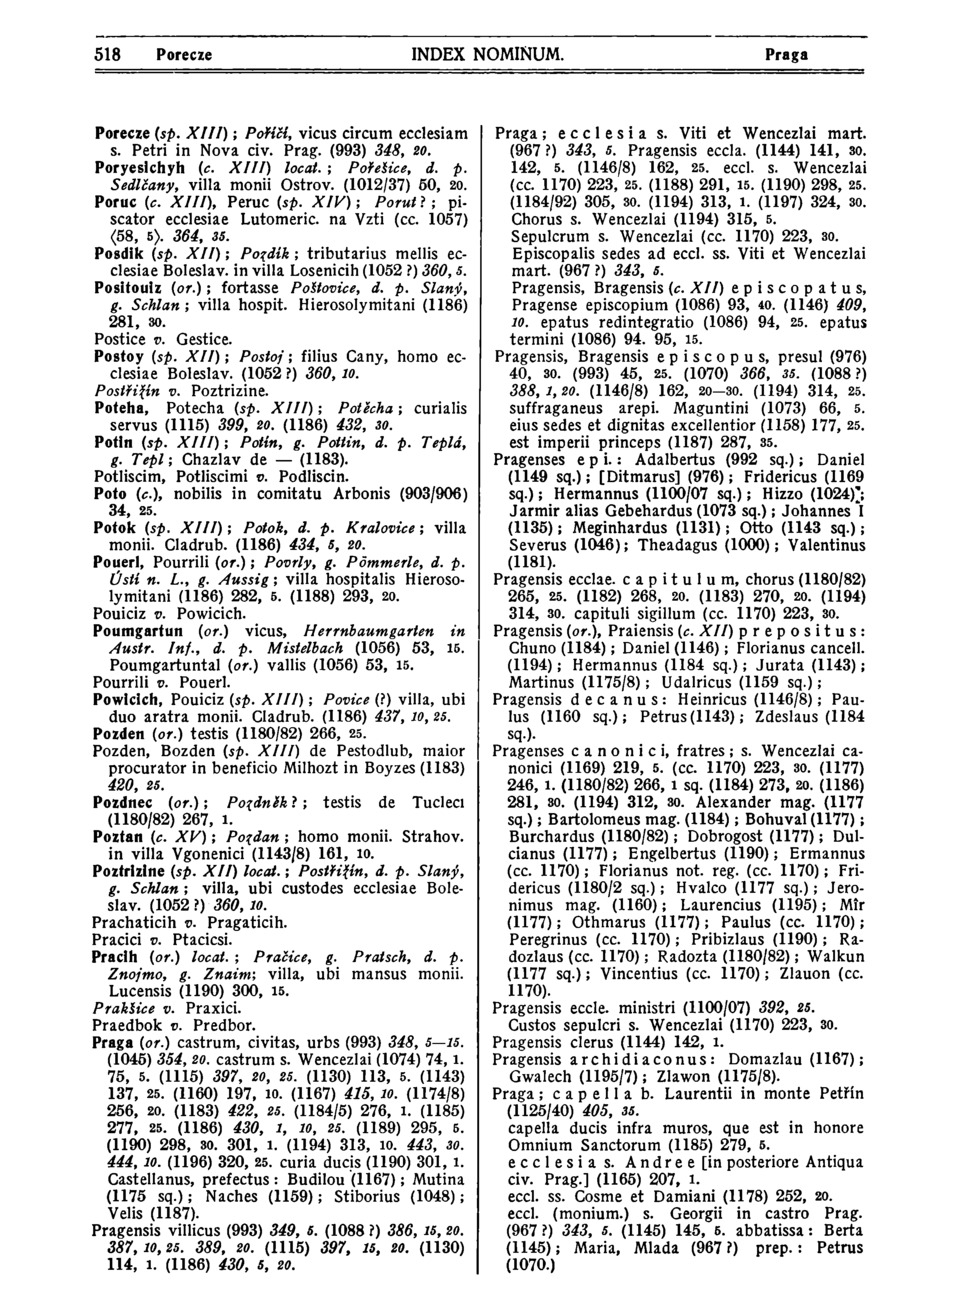 518 Porecze INDEX NOMINUM. Praga
Porecze (sp. XIII); Poříčí, vicus circum ecclesiam
s. Petri in Nova civ. Prag. (993) 348, 20.
Poryesichyh (c. XIII) locat.; Pořešice, d. p.
Sedlčany, villa monii Ostrov. (1012/37) 50, 20.
Poruc (c. XIII), Peruc (sp. XIV); Porut?; pi-
scator ecclesiae Lutomeric. na Vzti (cc. 1057)
⟨58, 5⟩. 364, 35.
Posdik (sp. XII); Pozdík; tributarius mellis ec-
clesiae Boleslav. in villa Losenicih (1052?) 360, 5.
Positouiz (or.); fortasse Poštovice, d. p. Slaný,
g. Schlan; villa hospit. Hierosolymitani (1186)
281, 30.
Postice v. Gestice.
Postoy (sp. XII); Postoj; filius Cany, homo ec-
clesiae Boleslav. (1052?) 360, 10.
Postřižín v. Poztrizine.
Poteha, Potecha (sp. XIII); Potěcha; curialis
servus (1115) 399, 20. (1186) 432, 30.
Potin (sp. XIII); Potín, g. Pottin, d. p. Teplá,
g. Tepl; Chazlav de — (1183).
Potliscim, Potliscimi v. Podliscin.
Poto (c.), nobilis in comitatu Arbonis (903/906)
34, 25.
Potok (sp. XIII); Potok, d. p. Kralovice; villa
monii. Cladrub. (1186) 434, 5, 20.
Pouerl, Pourrili (or.); Povrly, g. Pömmerle, d. p.
Ústí n. L., g. Aussig; villa hospitalis Hieroso-
lymitani (1186) 282, 5. (1188) 293, 20.
Pouiciz v. Powicich.
Poumgartun (or.) vicus, Herrnbaumgarten in
Austr. Inf., d. p. Mistelbach (1056) 53, 15.
Poumgartuntal (or.) vallis (1056) 53, 15.
Pourrili v. Pouerl.
Powicich, Pouiciz (sp. XIII); Povice (?) villa, ubi
duo aratra monii. Cladrub. (1186) 437, 10, 25.
Pozden (or.) testis (1180/82) 266, 25.
Pozden, Bozden (sp. XIII) de Pestodlub, maior
procurator in beneficio Milhozt in Boyzes (1183)
420, 25.
Pozdnec (or.); Pozdněk?; testis de Tucleci
(1180/82) 267, 1.
Poztan (c. XV); Pozdan; homo monii. Strahov.
in villa Vgonenici (1143/8) 161, 10.
Poztrizine (sp. XII) locat.; Postřižín, d. p. Slaný,
g. Schlan; villa, ubi custodes ecclesiae Bole-
slav. (1052?) 360, 10.
Prachaticih v. Pragaticih.
Pracici v. Ptacicsi.
Pracih (or.) locat.; Pračice, g. Pratsch, d. p.
Znojmo, g. Znaim; villa, ubi mansus monii.
Lucensis (1190) 300, 15.
Prakšice v. Praxici.
Praedbok v. Predbor.
Praga (or.) castrum, civitas, urbs (993) 348, 5—15.
(1045) 354, 20. castrum s. Wencezlai (1074) 74, 1.
75, 5. (1115) 397, 20, 25. (1130) 113, 5. (1143)
137, 25. (1160) 197, 10. (1167) 415, 10. (1174/8)
256, 20. (1183) 422, 25. (1184/5) 276, 1. (1185)
277, 25. (1186) 430, 1, 10, 25. (1189) 295, 5.
(1190) 298, 30. 301, 1. (1194) 313, 10. 443, 30.
444, 10. (1196) 320, 25. curia ducis (1190) 301, 1.
Castellanus, prefectus: Budilou (1167); Mutina
(1175 sq.); Naches (1159); Stiborius (1048);
Velis (1187).
Pragensis villicus (993) 349, 5. (1088?) 386, 15, 20.
387, 10, 25. 389, 20. (1115) 397, 15, 20. (1130)
114, 1. (1186) 430, 5, 20.
Praga; ecclesia s. Viti et Wencezlai mart.
(967?) 343, 5. Pragensis eccla. (1144) 141, 30.
142, 5. (1146/8) 162, 25. eccl. s. Wencezlai
(cc. 1170) 223, 25. (1188) 291, 15. (1190) 298, 25.
(1184/92) 305, 30. (1194) 313, 1. (1197) 324, 30.
Chorus s. Wencezlai (1194) 315, 5.
Sepulcrum s. Wencezlai (cc. 1170) 223, 30.
Episcopalis sedes ad eccl. ss. Viti et Wencezlai
mart. (967?) 343, 5.
Pragensis, Bragensis (c. XII) episcopatus,
Pragense episcopium (1086) 93, 40. (1146) 409,
10. epatus redintegratio (1086) 94, 25. epatus
termini (1086) 94. 95, 15.
Pragensis, Bragensis episcopus, presul (976)
40, 30. (993) 45, 25. (1070) 366, 35. (1088?)
388, 1, 20. (1146/8) 162, 20—30. (1194) 314, 25.
suffraganeus arepi. Maguntini (1073) 66, 5.
eius sedes et dignitas excellentior (1158) 177, 25.
est imperii princeps (1187) 287, 35.
Pragenses epi.: Adalbertus (992 sq.); Daniel
(1149 sq.); [Ditmarus] (976); Fridericus (1169
sq.); Hermannus (1100/07 sq.); Hizzo (1024);
Jarmir alias Gebehardus (1073 sq.); Johannes I
(1135); Meginhardus (1131); Otto (1143 sq.);
Severus (1046); Theadagus (1000); Valentinus
(1181).
Pragensis ecclae. capitulum, chorus (1180/82)
265, 25. (1182) 268, 20. (1183) 270, 20. (1194)
314, 30. capituli sigillum (cc. 1170) 223, 30.
Pragensis (or.), Praiensis (c. XII) prepositus:
Chuno (1184); Daniel (1146); Florianus cancell.
(1194); Hermannus (1184 sq.); Jurata (1143);
Martinus (1175/8); Udalricus (1159 sq.);
Pragensis decanus: Heinricus (1146/8); Pau-
lus (1160 sq.); Petrus (1143); Zdeslaus (1184
sq.).
Pragenses canonici, fratres; s. Wencezlai ca-
nonici (1169) 219, 5. (cc. 1170) 223, 30. (1177)
246, 1. (1180/82) 266, 1 sq. (1184) 273, 20. (1186)
281, 30. (1194) 312, 30. Alexander mag. (1177
sq.); Bartolomeus mag. (1184); Bohuval (1177);
Burchardus (1180/82); Dobrogost (1177); Dul-
cianus (1177); Engelbertus (1190); Ermannus
(cc. 1170); Florianus not. reg. (cc. 1170); Fri-
dericus (1180/2 sq.); Hvalco (1177 sq.); Jero-
nimus mag. (1160); Laurencius (1195); Mîr
(1177); Othmarus (1177); Paulus (cc. 1170);
Peregrinus (cc. 1170); Pribizlaus (1190); Ra-
dozlaus (cc. 1170); Radozta (1180/82); Walkun
(1177 sq.); Vincentius (cc. 1170); Zlauon (cc.
1170).
Pragensis eccle. ministri (1100/07) 392, 25.
Custos sepulcri s. Wencezlai (1170) 223, 30.
Pragensis clerus (1144) 142, 1.
Pragensis archidiaconus: Domazlau (1167);
Gwalech (1195/7); Zlawon (1175/8).
Praga; capella b. Laurentii in monte Petřín
(1125/40) 405, 35.
capella ducis infra muros, que est in honore
Omnium Sanctorum (1185) 279, 5.
ecclesia s. Andree [in posteriore Antiqua
civ. Prag.] (1165) 207, 1.
eccl. ss. Cosme et Damiani (1178) 252, 20.
eccl. (monium.) s. Georgii in castro Prag.
(967?) 343, 5. (1145) 145, 5. abbatissa: Berta
(1145); Maria, Mlada (967?) prep.: Petrus
(1070.)